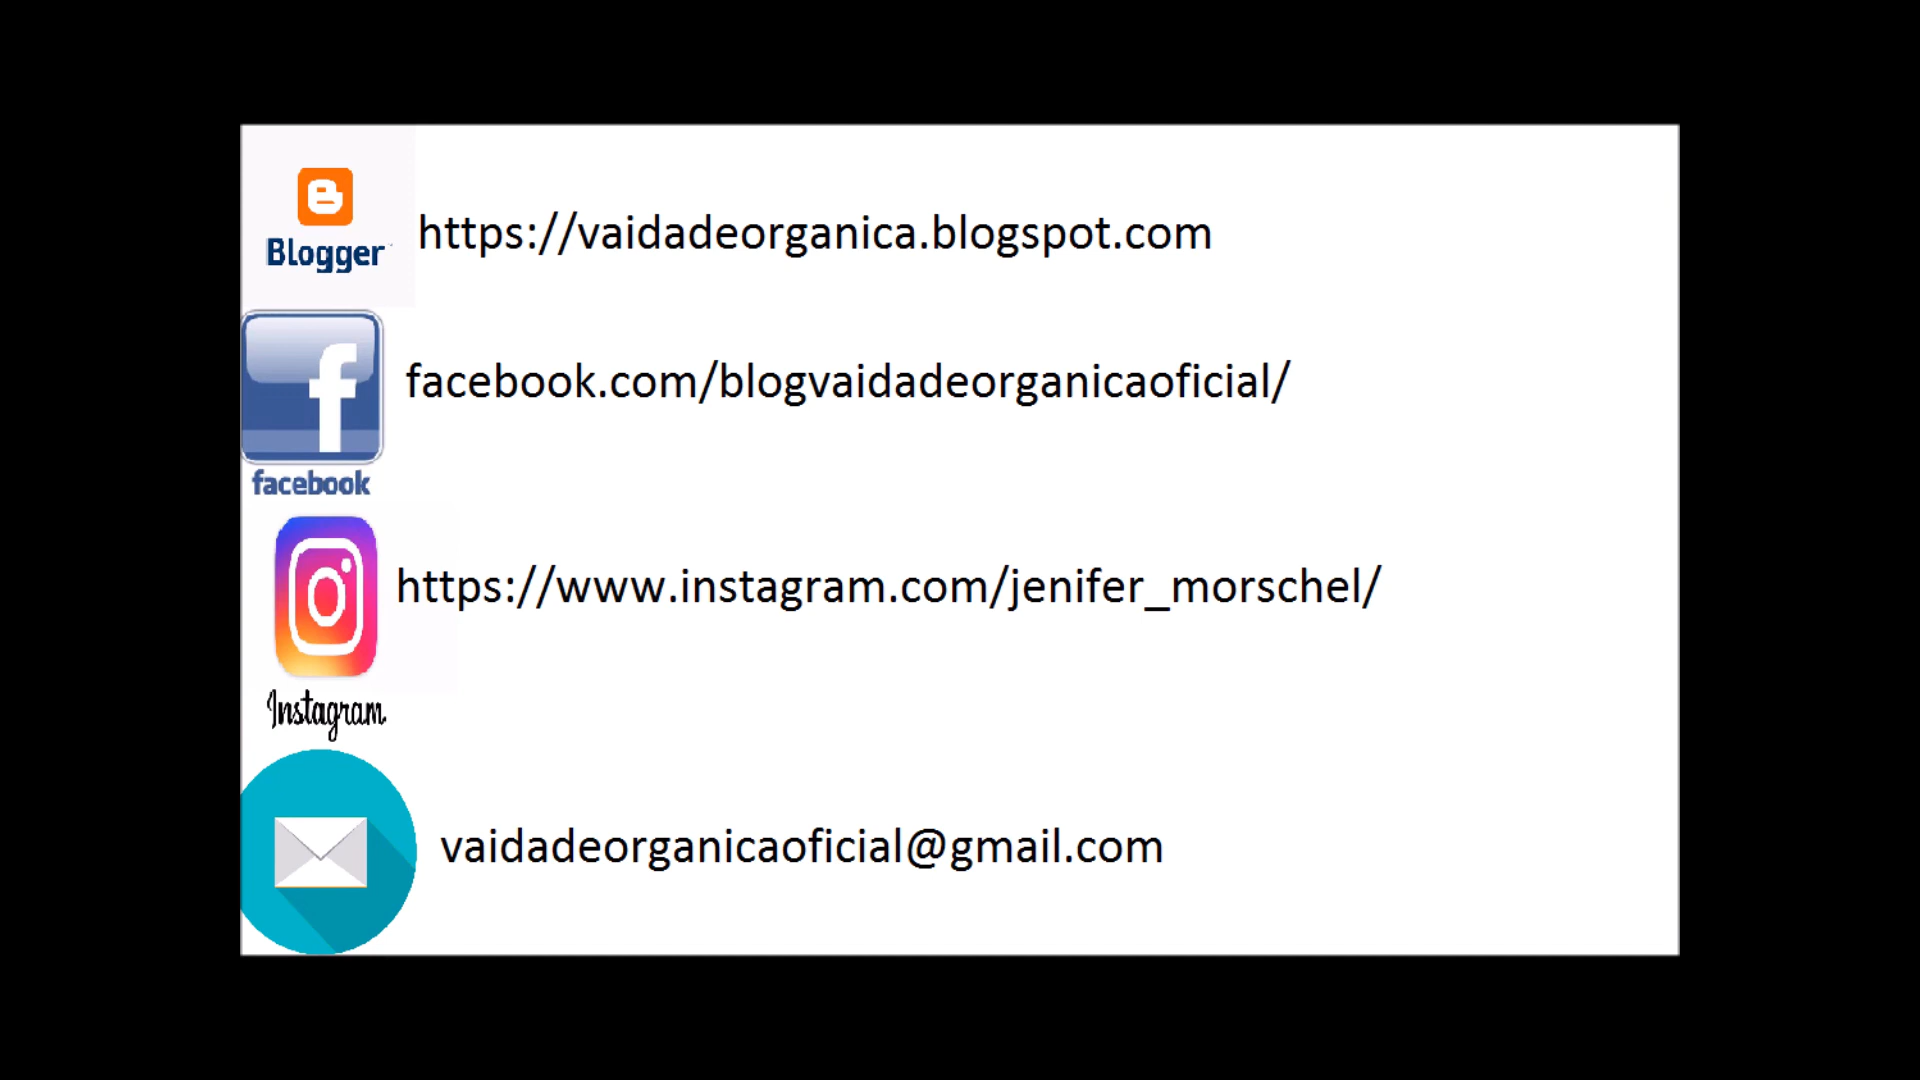 Blogger
https://vaidadeorganica.blogspot.com
facebook.com/blogvaidadeorganicaoficial/
facebook
https://www.instagram.com/jenifer_morschel/
Instagram
vaidadeorganicaoficial@gmail.com